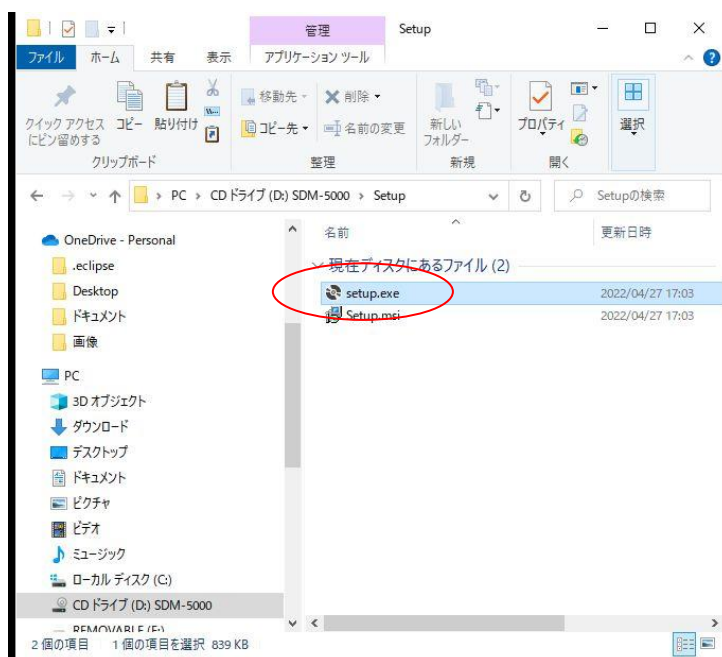 管理
Setup
ファイル
ホーム
共有
表示
アプリケーション ツール
クイック アクセス
にピン留めする
コピー
貼り付け
クリップボード
移動先
削除
コピー先
名前の変更
整理
新しい
フォルダー
新規
プロパティ
開く
選択
PC
CD ドライブ (D:) SDM-5000
Setup
Setupの検索
名前
更新日時
OneDrive - Personal
.eclipse
Desktop
ドキュメント
画像
PC
3D オブジェクト
ダウンロード
デスクトップ
ドキュメント
ピクチャ
ビデオ
ミュージック
ローカル ディスク (C:)
CD ドライブ (D:) SDM-5000
REMOVABLE (E:)
現在ディスクにあるファイル (2)
setup.exe
2022/04/27 17:03
Setup.msi
2022/04/27 17:03
2 個の項目
1 個の項目を選択 839 KB